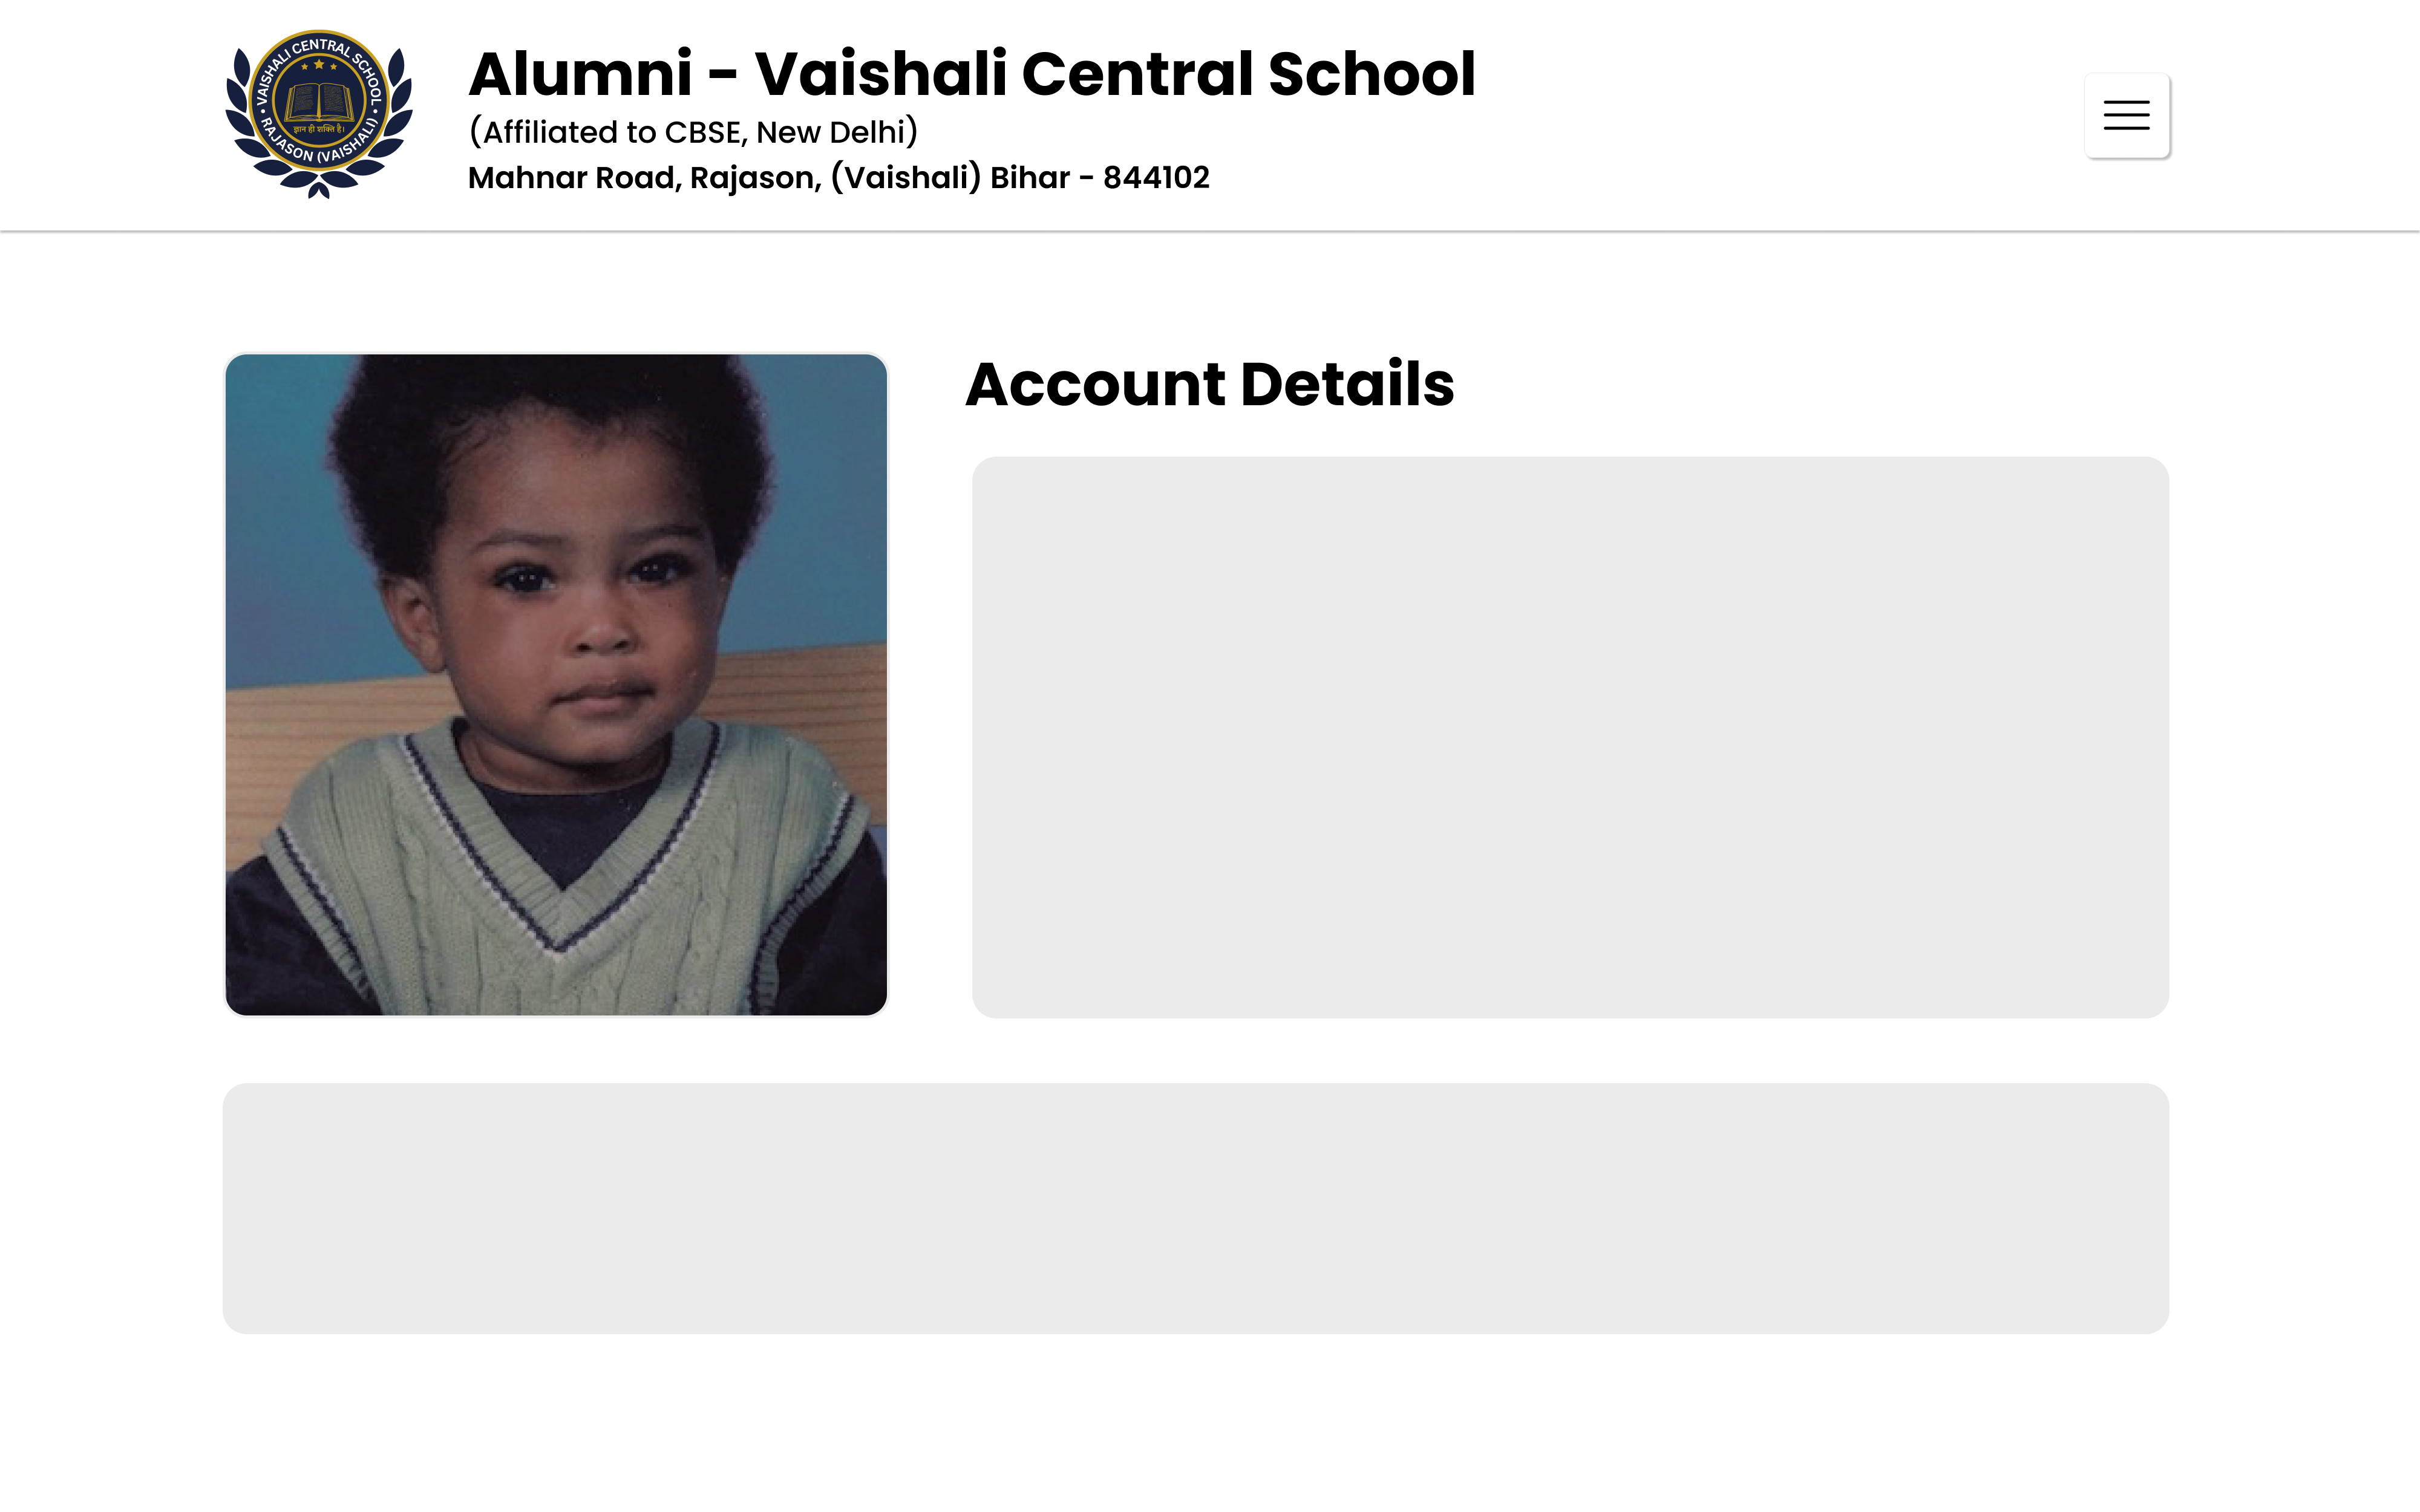 VAISHALI CENTRAL SCHOOL
ज्ञान ही शक्ति है।
RAJASON (VAISHALI)
Alumni - Vaishali Central School
(Affiliated to CBSE, New Delhi)
Mahnar Road, Rajason, (Vaishali) Bihar - 844102
Account Details